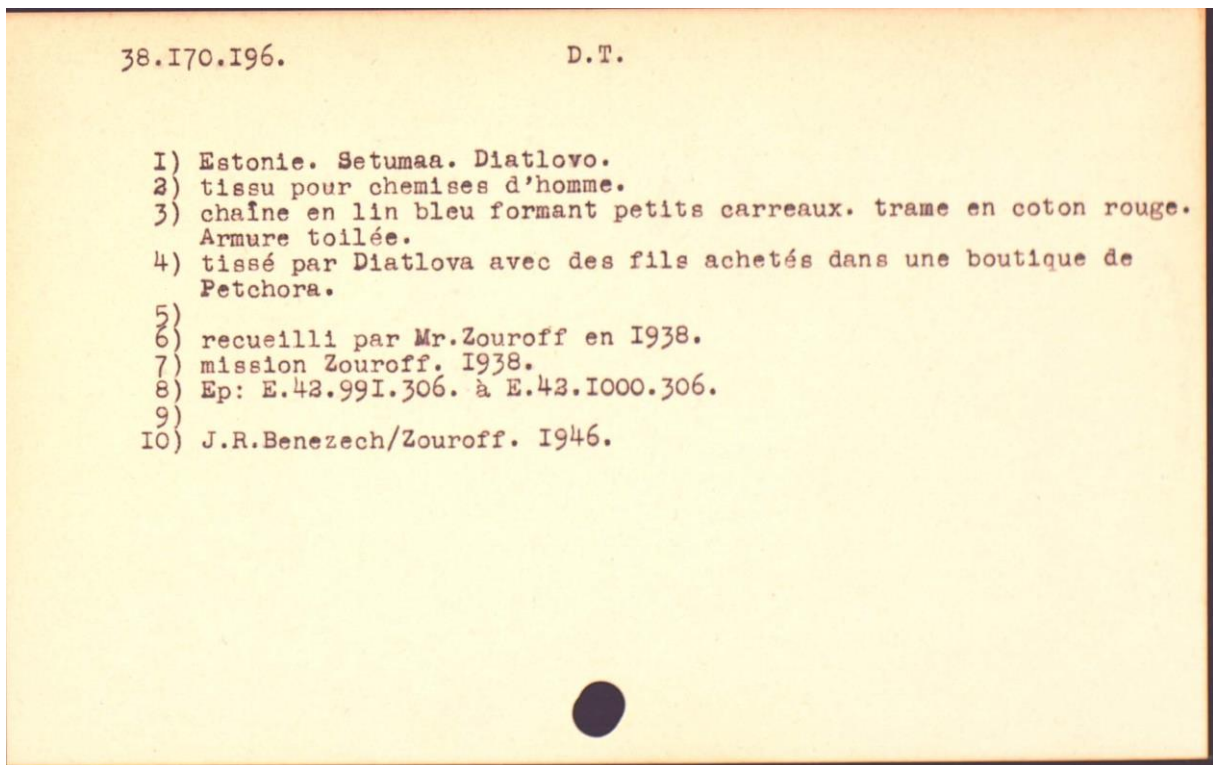 38.I70.I96. D.T.
I) Estonie. Setumaa. Diatlovo.
2) tissu pour chemises d'homme.
3) chaîne en lin bleu formant petits carreaux. trame en coton rouge.
Armure toilée.
4) tissé par Diatlova avec des fils achetés dans une boutique de
Petchora.
5)
6) recueilli par Mr.Zouroff en I938.
7) mission Zouroff. I938.
8) Ep: E.42.99I.306. à E.42.I000.306.
9)
I0) J.R.Benezech/Zouroff. I946.